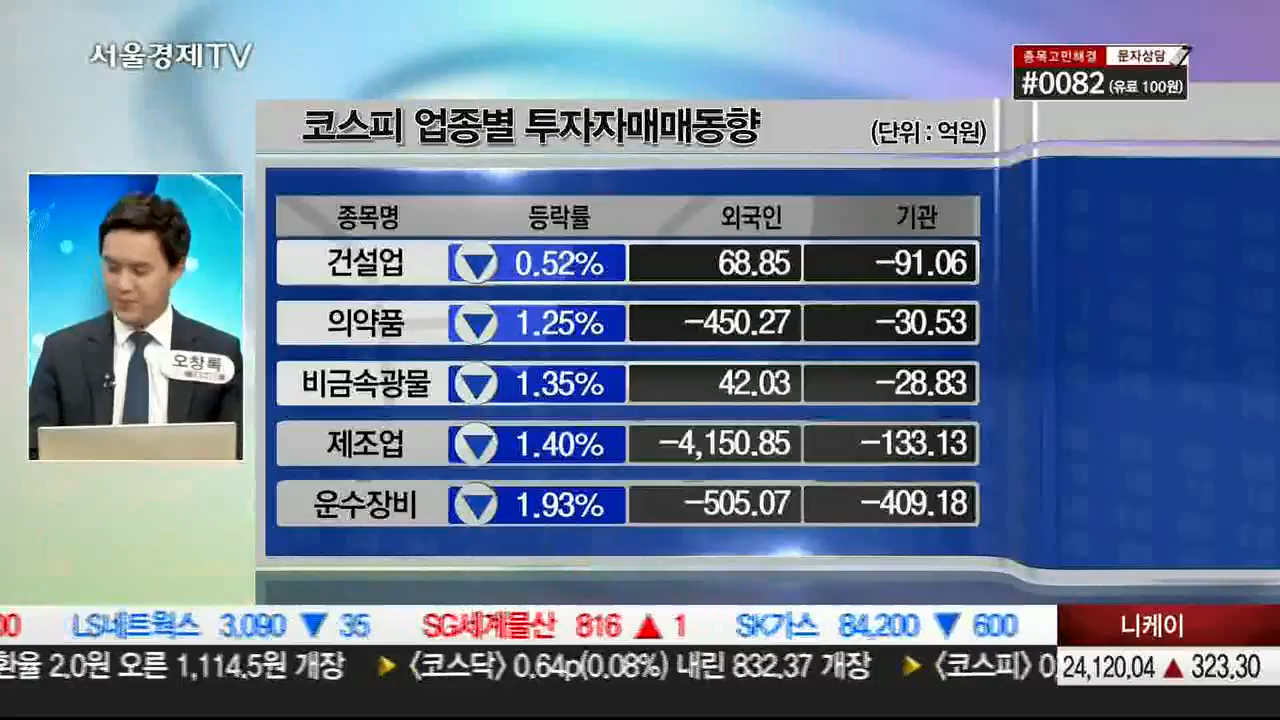 서울경제TV
종목고민해결 문자상담
#0082 (유료 100원)
코스피 업종별 투자자매매동향 (단위 : 억원)
종목명 등락률 외국인 기관
건설업 ▼ 0.52% 68.85 -91.06
의약품 ▼ 1.25% -450.27 -30.53
비금속광물 ▼ 1.35% 42.03 -28.83
제조업 ▼ 1.40% -4,150.85 -133.13
운수장비 ▼ 1.93% -505.07 -409.18
오창록
00 LS네트웍스 3,090 ▼ 35 SG세계물산 816 ▲ 1 SK가스 84,200 ▼ 600 니케이
환율 2.0원 오른 1,114.5원 개장 ▶ 〈코스닥〉 0.64p(0.08%) 내린 832.37 개장 ▶ 〈코스피〉 0 24,120.04 ▲ 323.30